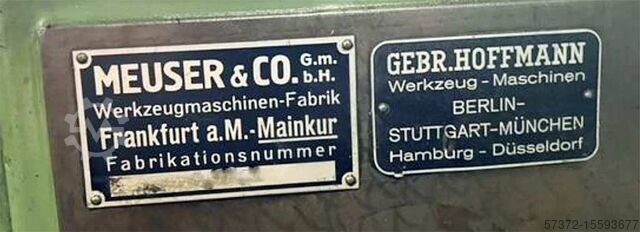 MEUSER & CO. G.m.b.H.
Werkzeugmaschinen-Fabrik
Frankfurt a.M.-Mainkur
Fabrikationsnummer
GEBR. HOFFMANN
Werkzeug-Maschinen
BERLIN-
STUTTGART-MÜNCHEN
Hamburg - Düsseldorf
57372-15593677